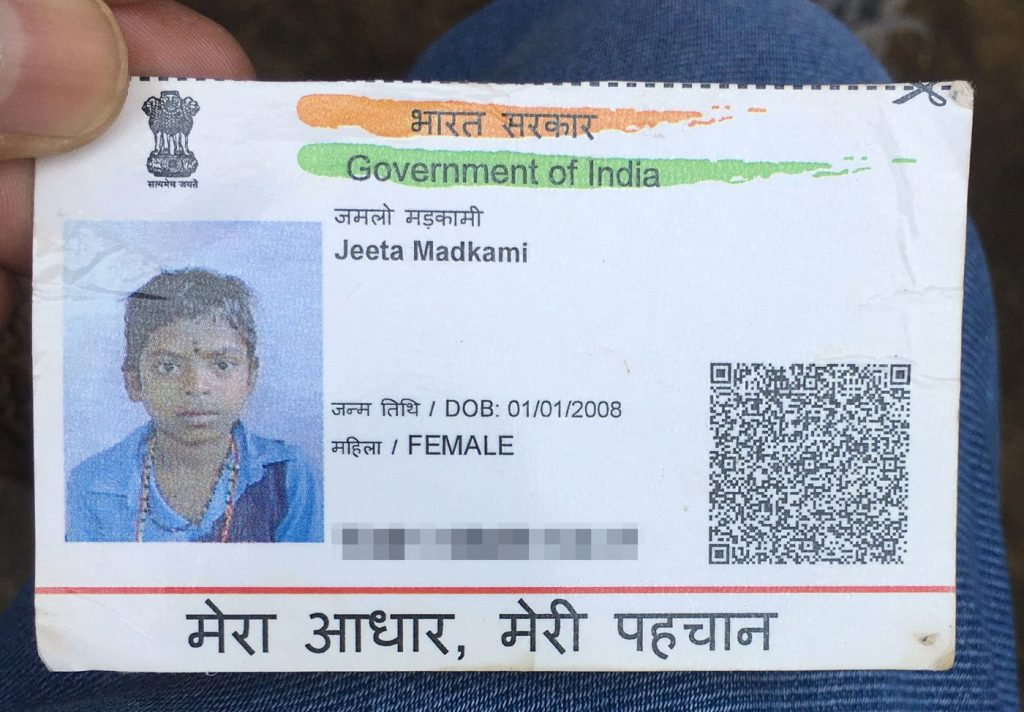 सत्यमेव जयते
भारत सरकार
Government of India
जमलो मड़कामी
Jeeta Madkami
जन्म तिथि / DOB: 01/01/2008
महिला / FEMALE
मेरा आधार, मेरी पहचान